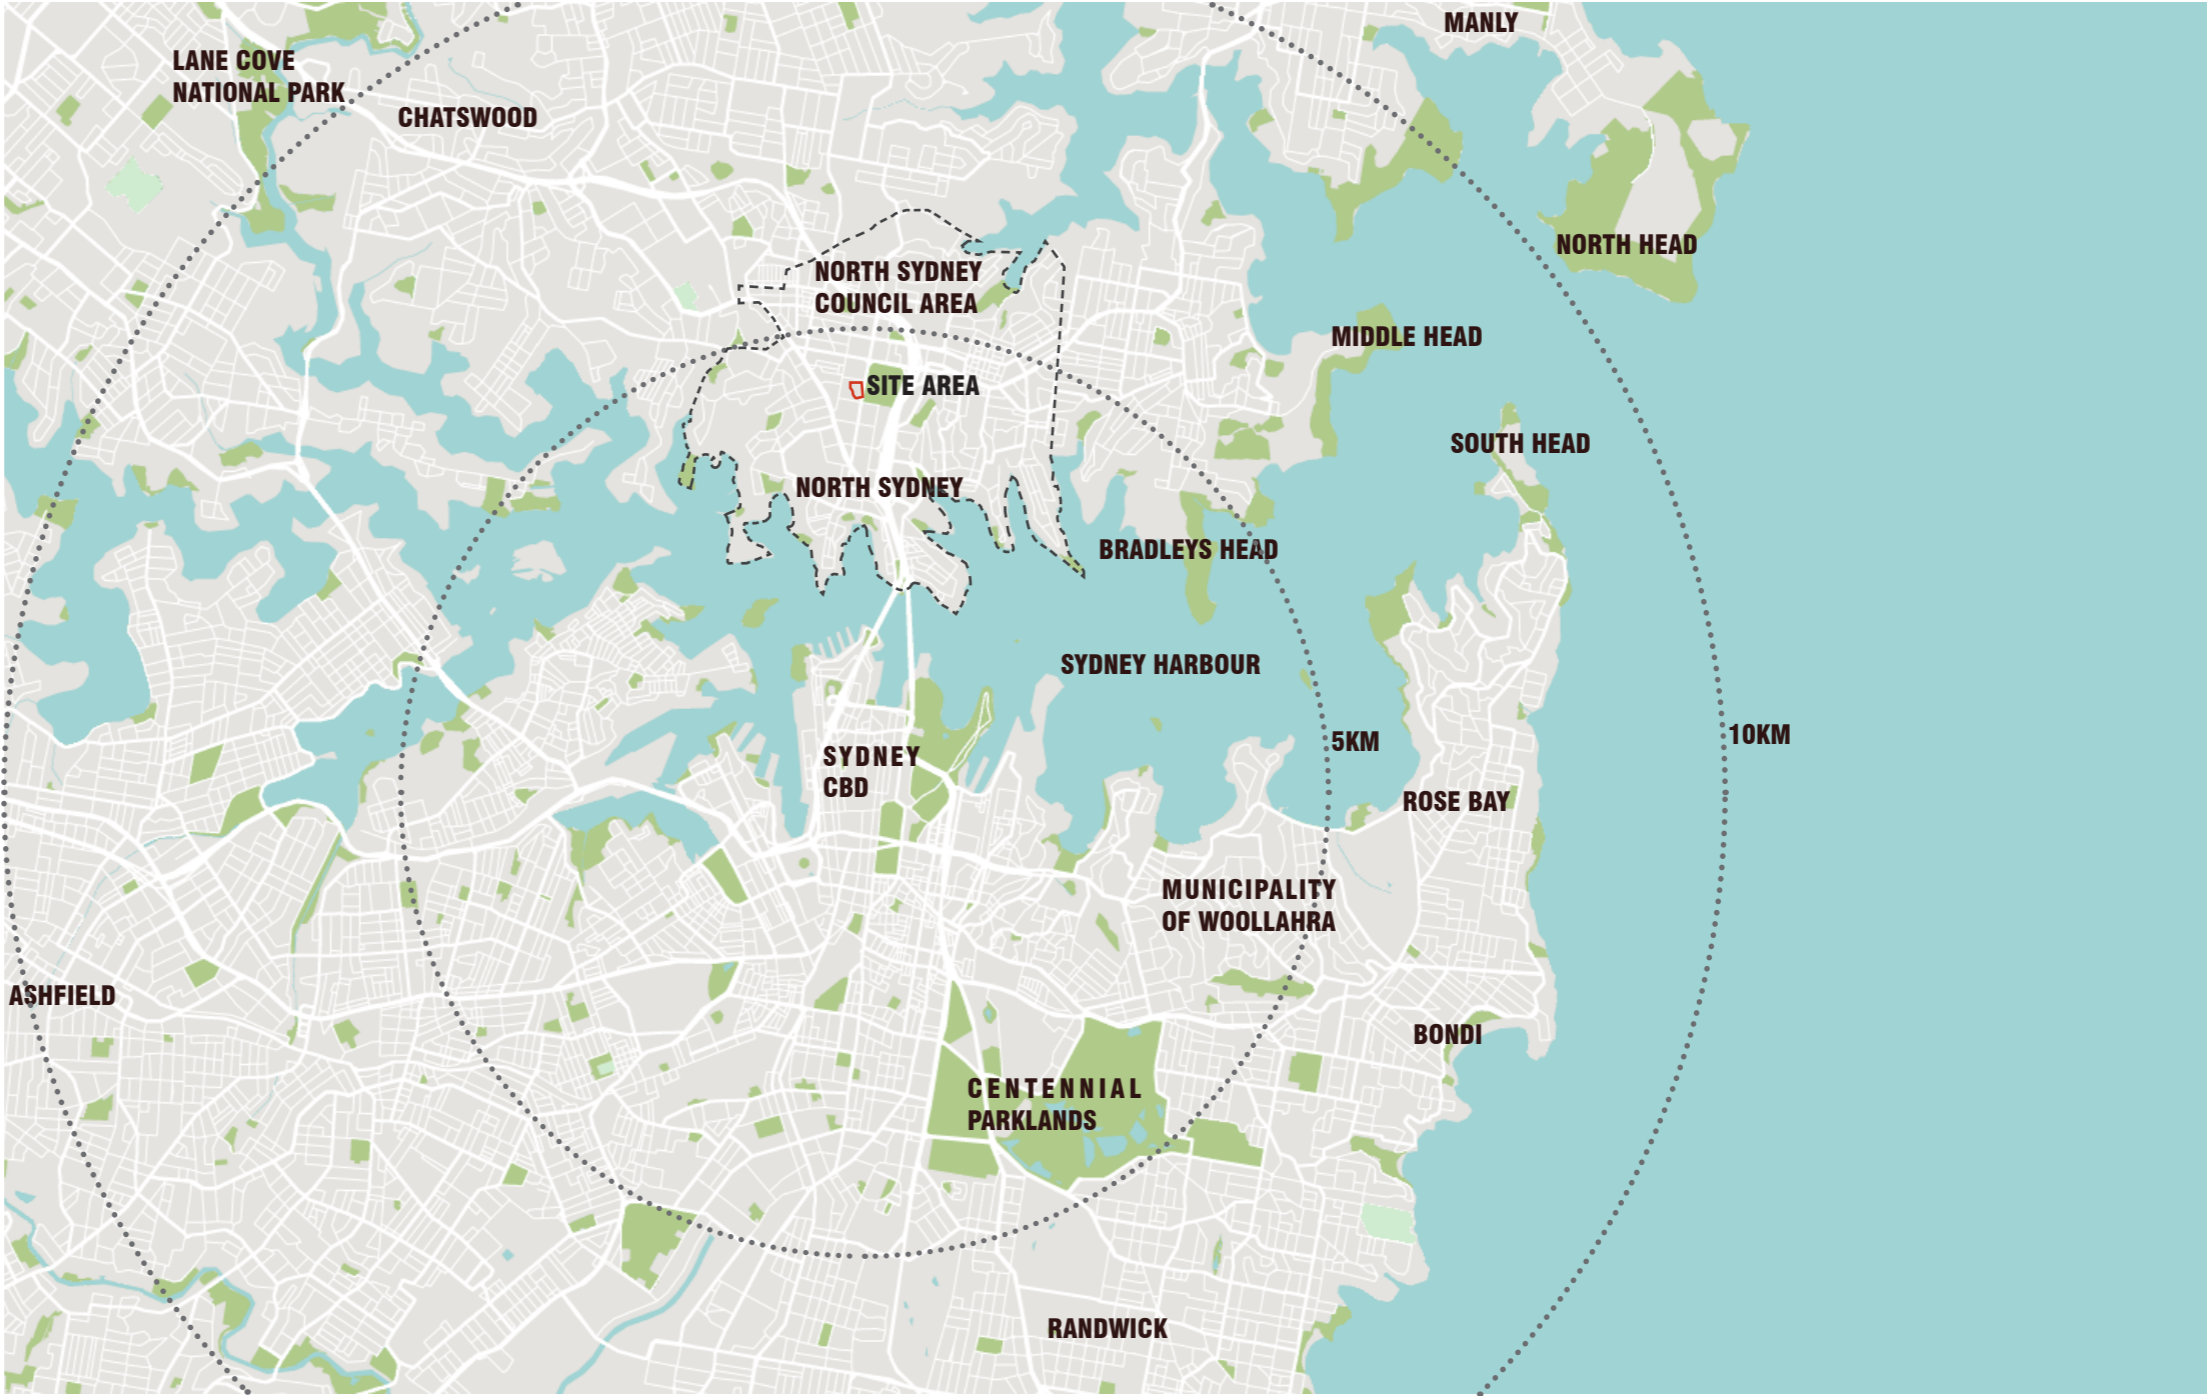 MANLY
LANE COVE
NATIONAL PARK
CHATSWOOD
NORTH HEAD
NORTH SYDNEY
COUNCIL AREA
MIDDLE HEAD
SITE AREA
SOUTH HEAD
NORTH SYDNEY
BRADLEYS HEAD
SYDNEY HARBOUR
10KM
5KM
SYDNEY
CBD
ROSE BAY
MUNICIPALITY
OF WOOLLAHRA
ASHFIELD
BONDI
CENTENNIAL
PARKLANDS
RANDWICK